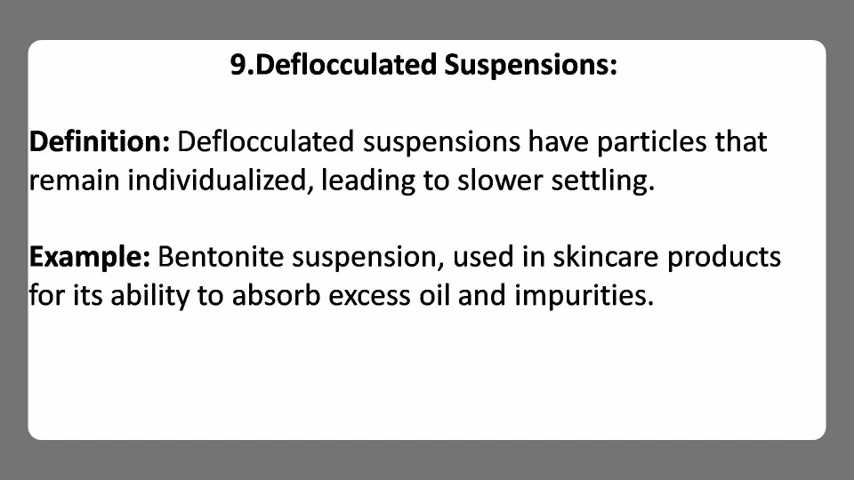 9.Deflocculated Suspensions:
Definition: Deflocculated suspensions have particles that
remain individualized, leading to slower settling.
Example: Bentonite suspension, used in skincare products
for its ability to absorb excess oil and impurities.